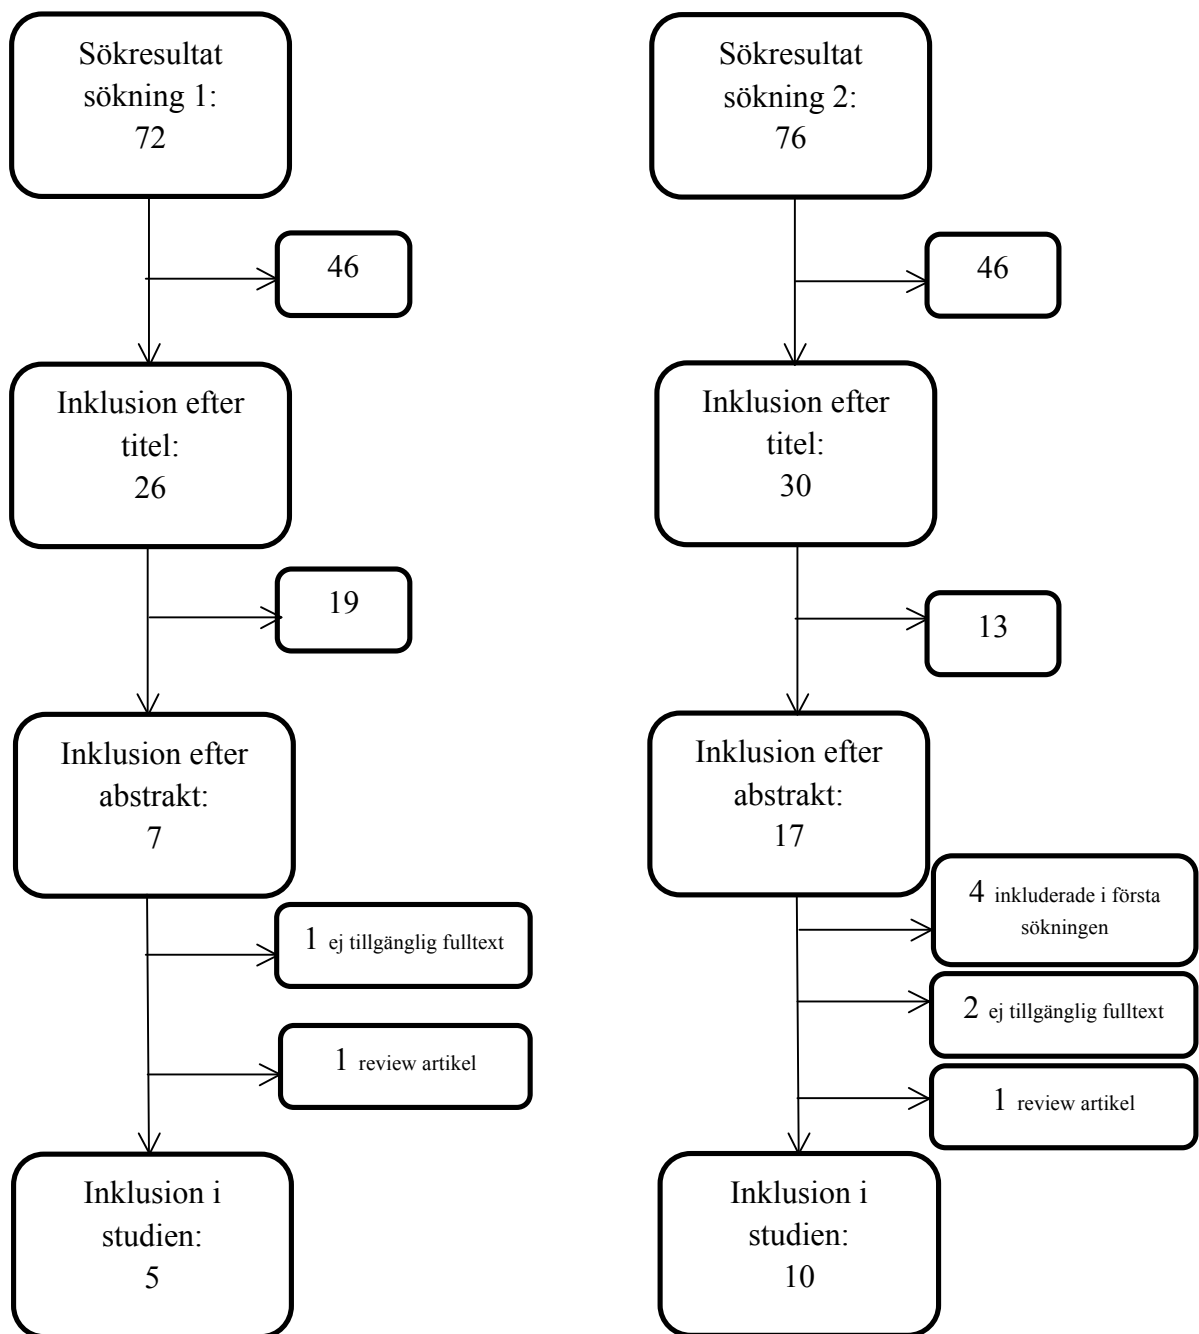 Sökresultat
sökning 1:
72
46
Inklusion efter
titel:
26
19
Inklusion efter
abstrakt:
7
1 ej tillgänglig fulltext
1 review artikel
Inklusion i
studien:
5
Sökresultat
sökning 2:
76
46
Inklusion efter
titel:
30
13
Inklusion efter
abstrakt:
17
4 inkluderade i första
sökningen
2 ej tillgänglig fulltext
1 review artikel
Inklusion i
studien:
10